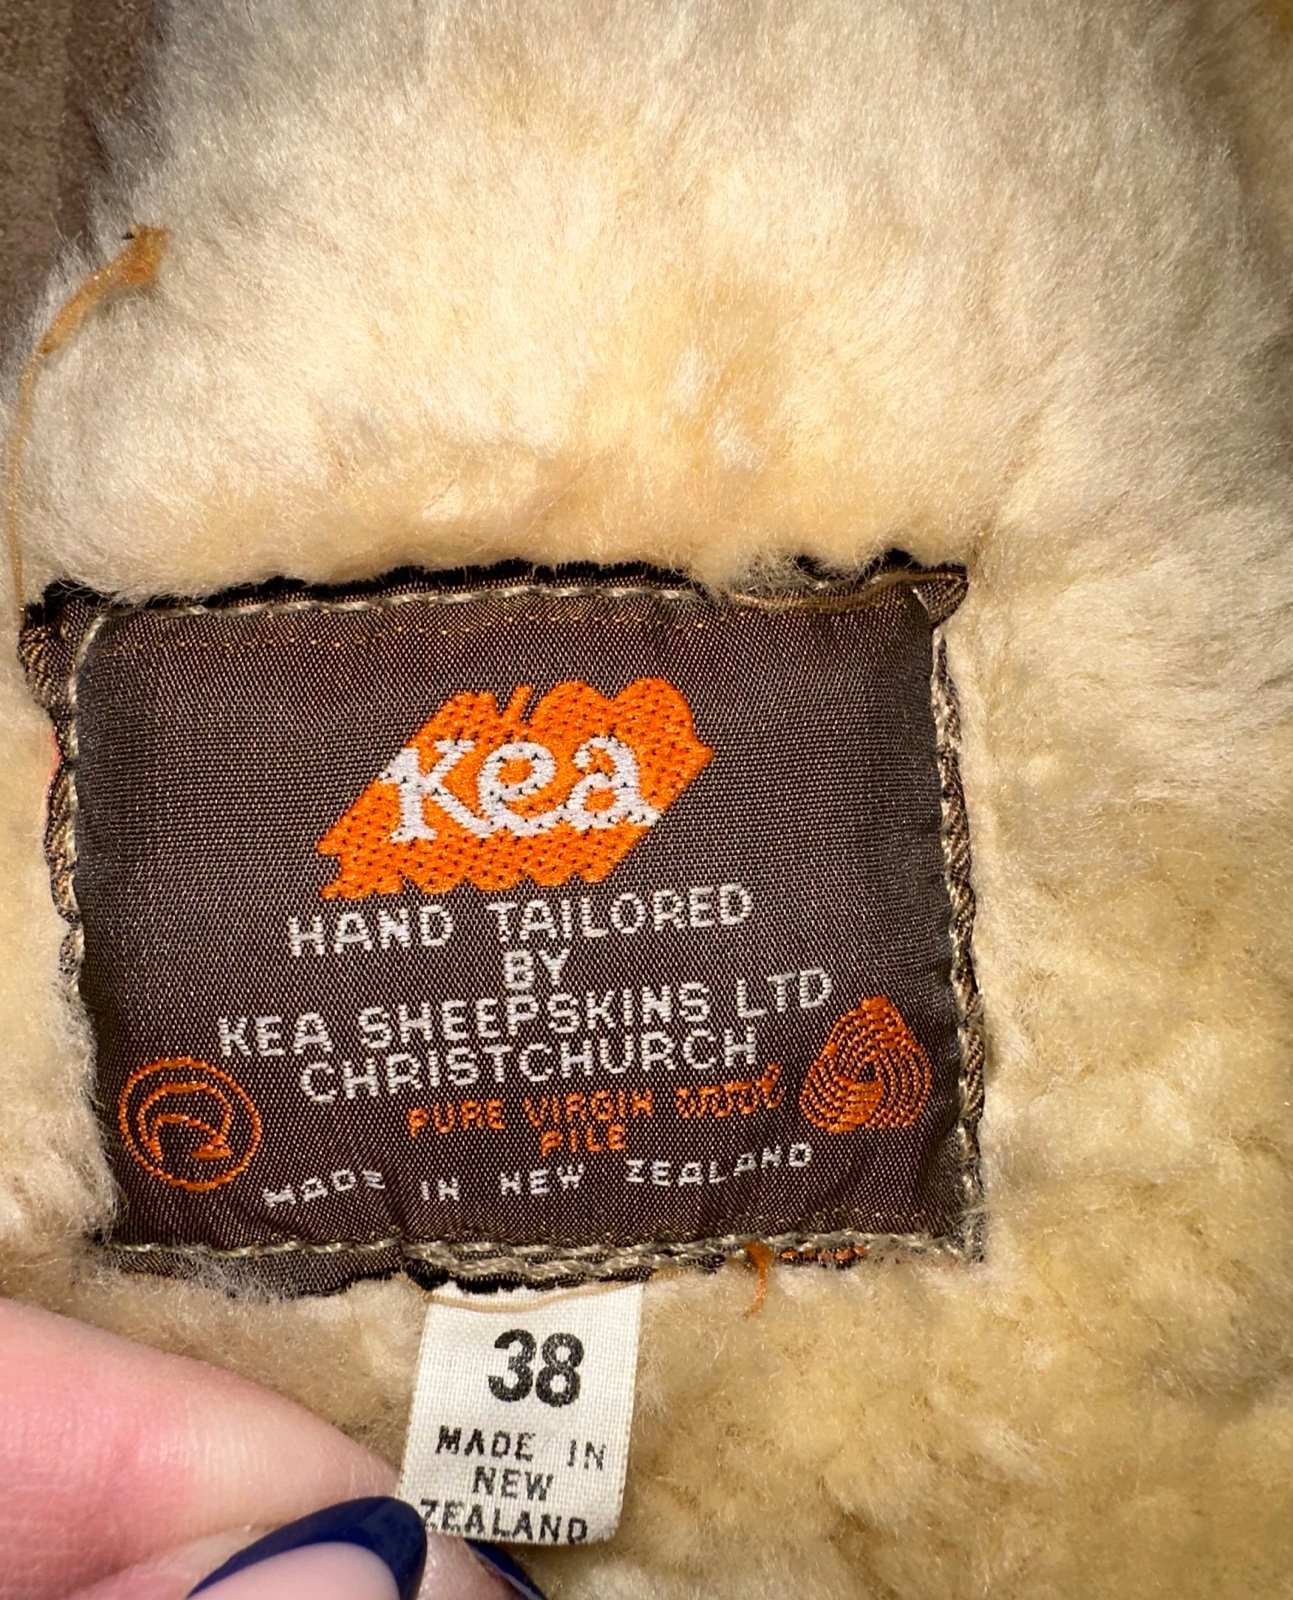 Kea
HAND TAILORED
BY
KEA SHEEPSKINS LTD
CHRISTCHURCH
PURE VIRGIN WOOL
PILE
MADE IN NEW ZEALAND
38
MADE IN
NEW
ZEALAND